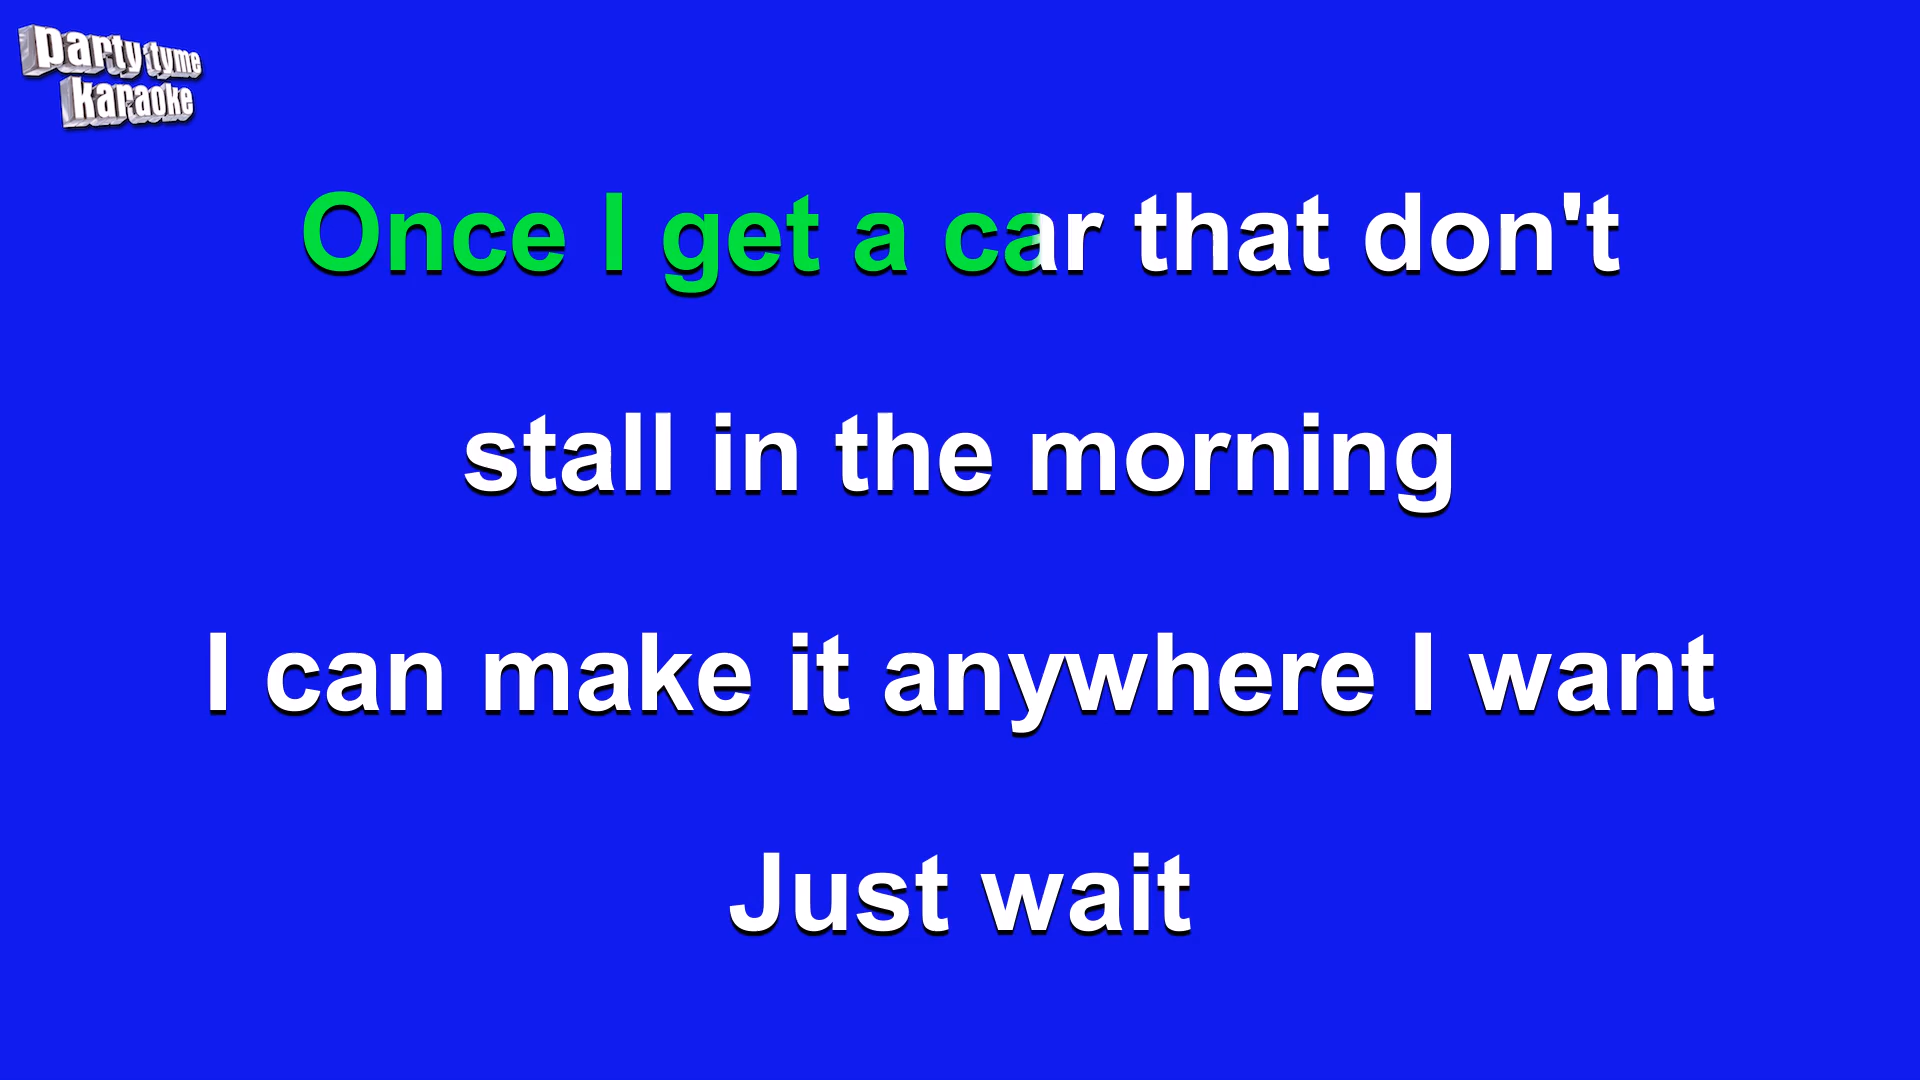 party tyme
karaoke
Once I get a car that don't
stall in the morning
I can make it anywhere I want
Just wait